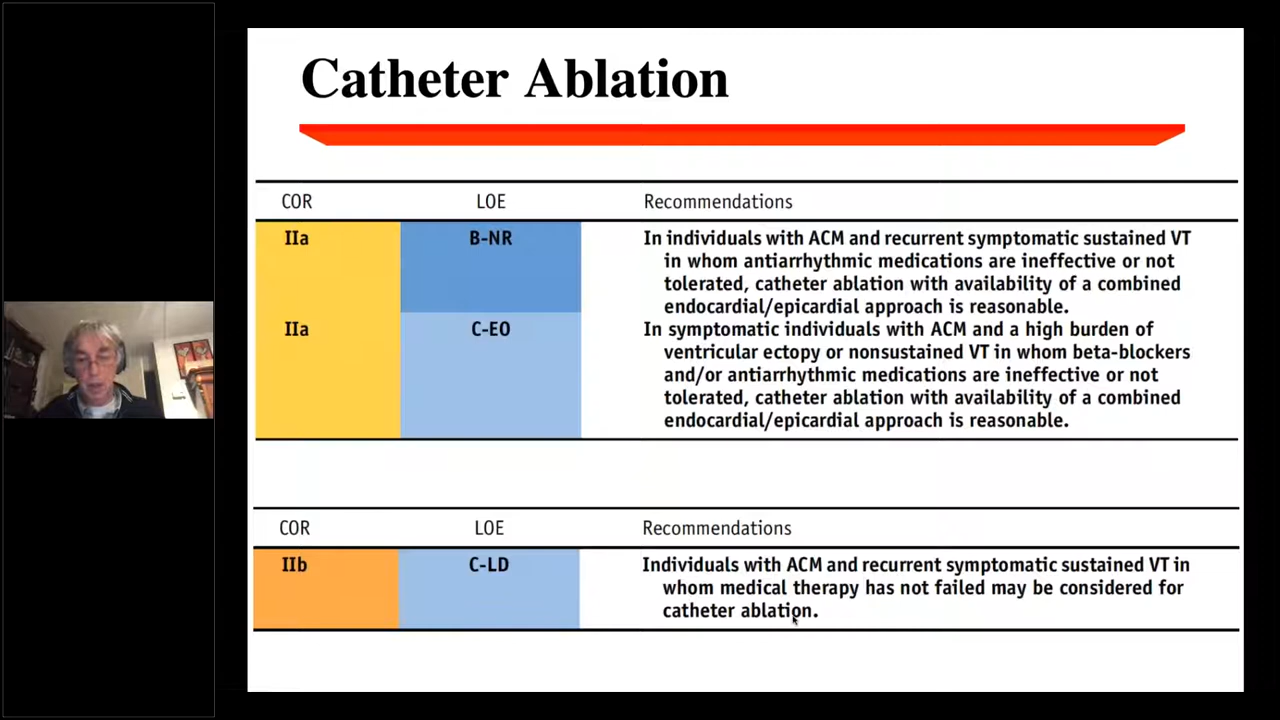 Catheter Ablation
COR LOE Recommendations
IIa B-NR In individuals with ACM and recurrent symptomatic sustained VT
in whom antiarrhythmic medications are ineffective or not
tolerated, catheter ablation with availability of a combined
endocardial/epicardial approach is reasonable.
IIa C-EO In symptomatic individuals with ACM and a high burden of
ventricular ectopy or nonsustained VT in whom beta-blockers
and/or antiarrhythmic medications are ineffective or not
tolerated, catheter ablation with availability of a combined
endocardial/epicardial approach is reasonable.
COR LOE Recommendations
IIb C-LD Individuals with ACM and recurrent symptomatic sustained VT in
whom medical therapy has not failed may be considered for
catheter ablation.